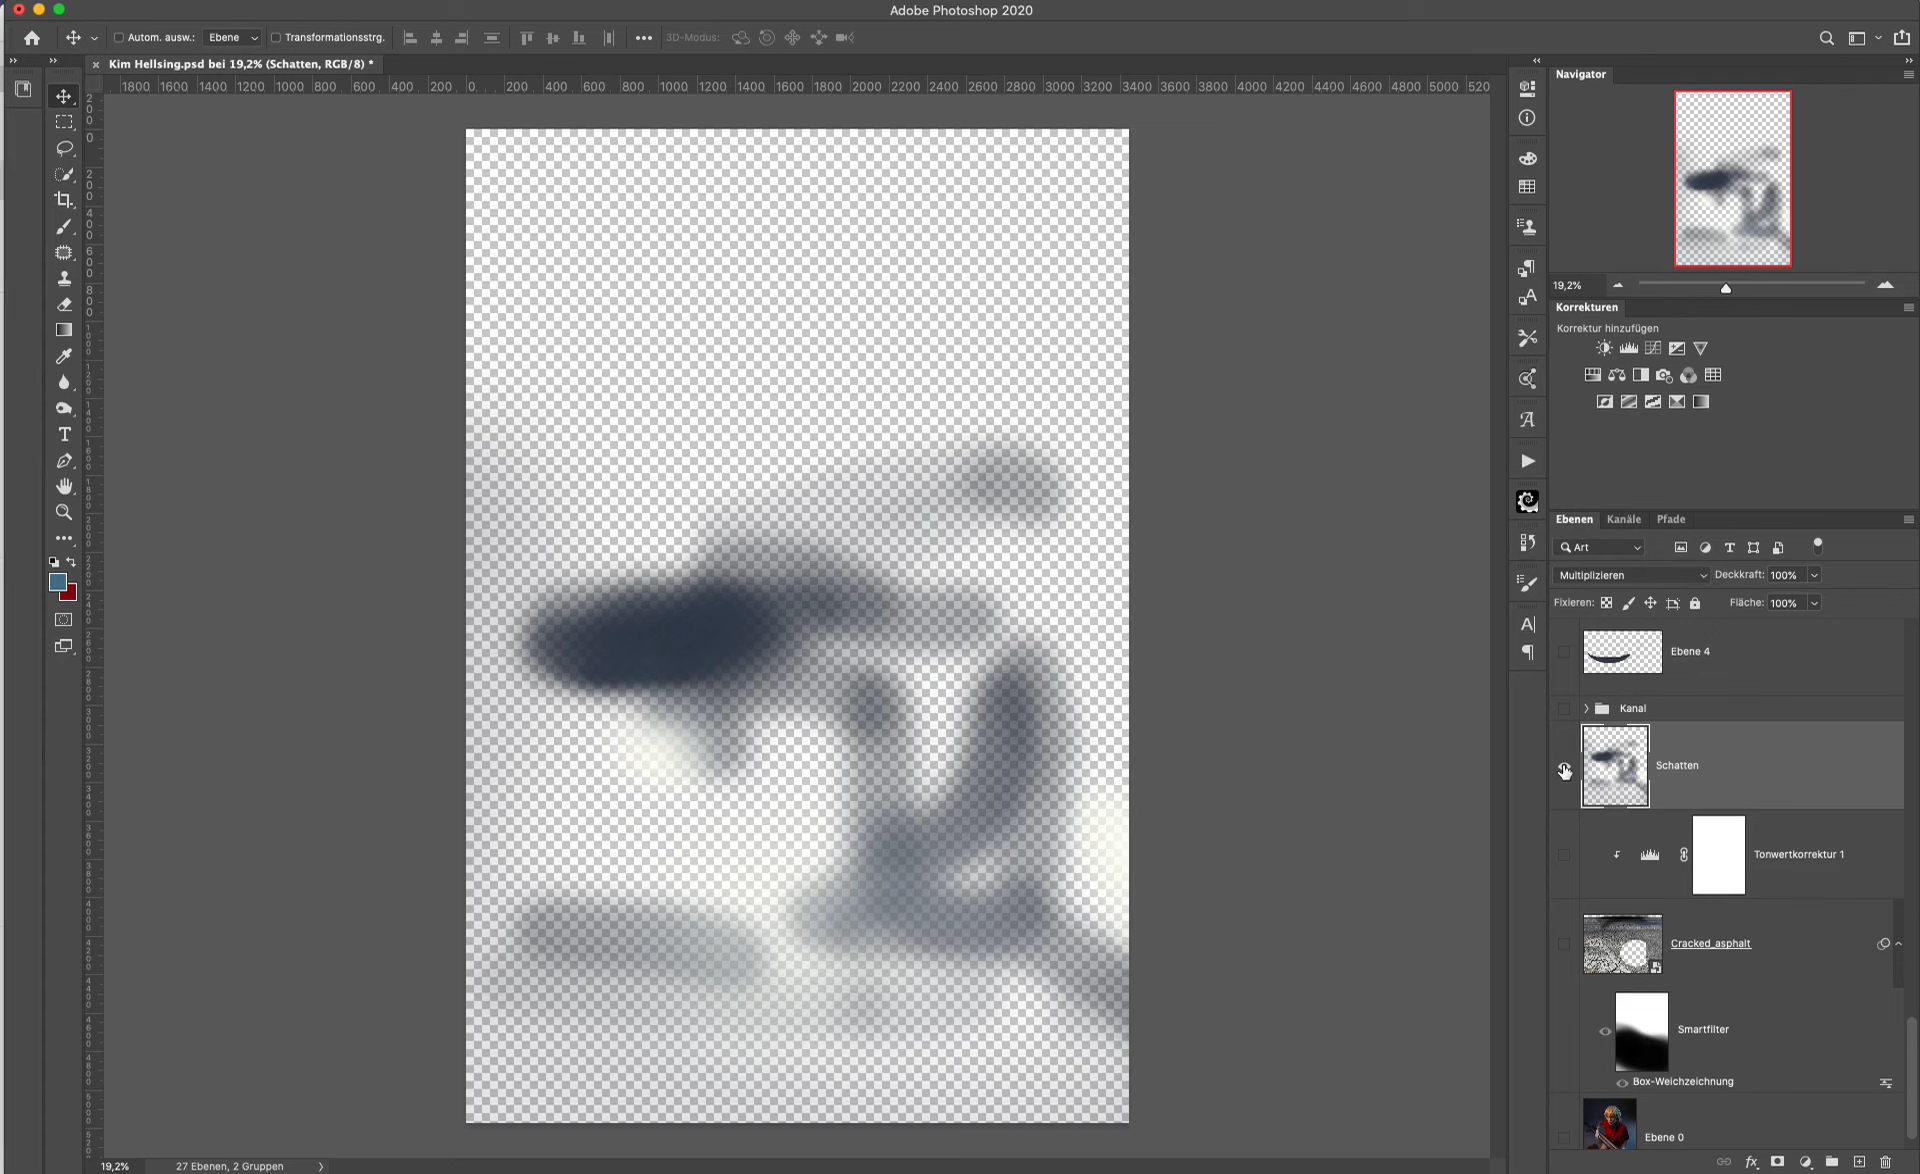 Adobe Photoshop 2020
Autom. ausw.: Ebene Transformationsstrg. 3D-Modus:
Kim Hellsing.psd bei 19,2% (Schatten, RGB/8) *
1800 1600 1400 1200 1000 800 600 400 200 0 200 400 600 800 1000 1200 1400 1600 1800 2000 2200 2400 2600 2800 3000 3200 3400 3600 3800 4000 4200 4400 4600 4800 5000 520
Navigator
19,2%
Korrekturen
Korrektur hinzufügen
Ebenen Kanäle Pfade
Art
Multiplizieren Deckkraft: 100%
Fixieren: Fläche: 100%
Ebene 4
Kanal
Schatten
Tonwertkorrektur 1
Cracked_asphalt
Smartfilter
Box-Weichzeichnung
Ebene 0
19,2% 27 Ebenen, 2 Gruppen